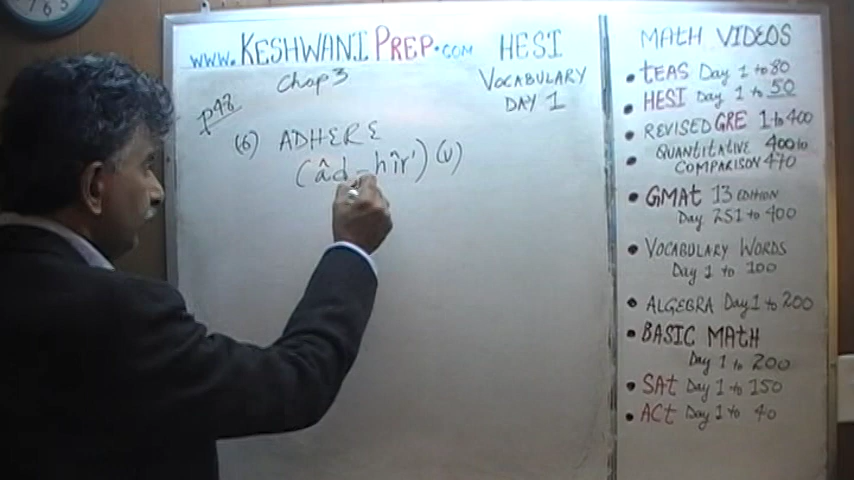 www.KESHWANIPREP.com
HESI
VOCABULARY
DAY 1
Chap 3
p48
(6) ADHERE
(âd-hîr') (v)
MATH VIDEOS
• tEAS Day 1 to 80
• HESI Day 1 to 50
• REVISED GRE 1 to 400
• QUANTITATIVE 400 to
COMPARISON 470
• GMAt 13 EDITION
Day 251 to 400
• VOCABULARY WORDS
Day 1 to 100
• ALGEBRA Day 1 to 200
• BASIC MATH
Day 1 to 200
• SAt Day 1 to 150
• ACt Day 1 to 40